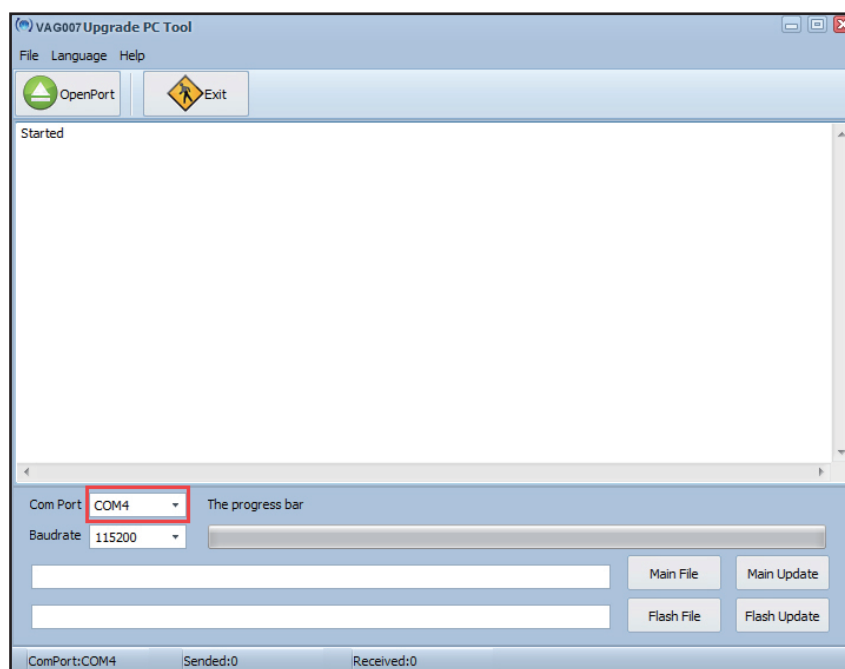 VAG007 Upgrade PC Tool
File Language Help
OpenPort Exit
Started
Com Port COM4 The progress bar
Baudrate 115200
Main File Main Update
Flash File Flash Update
ComPort:COM4 Sended:0 Received:0